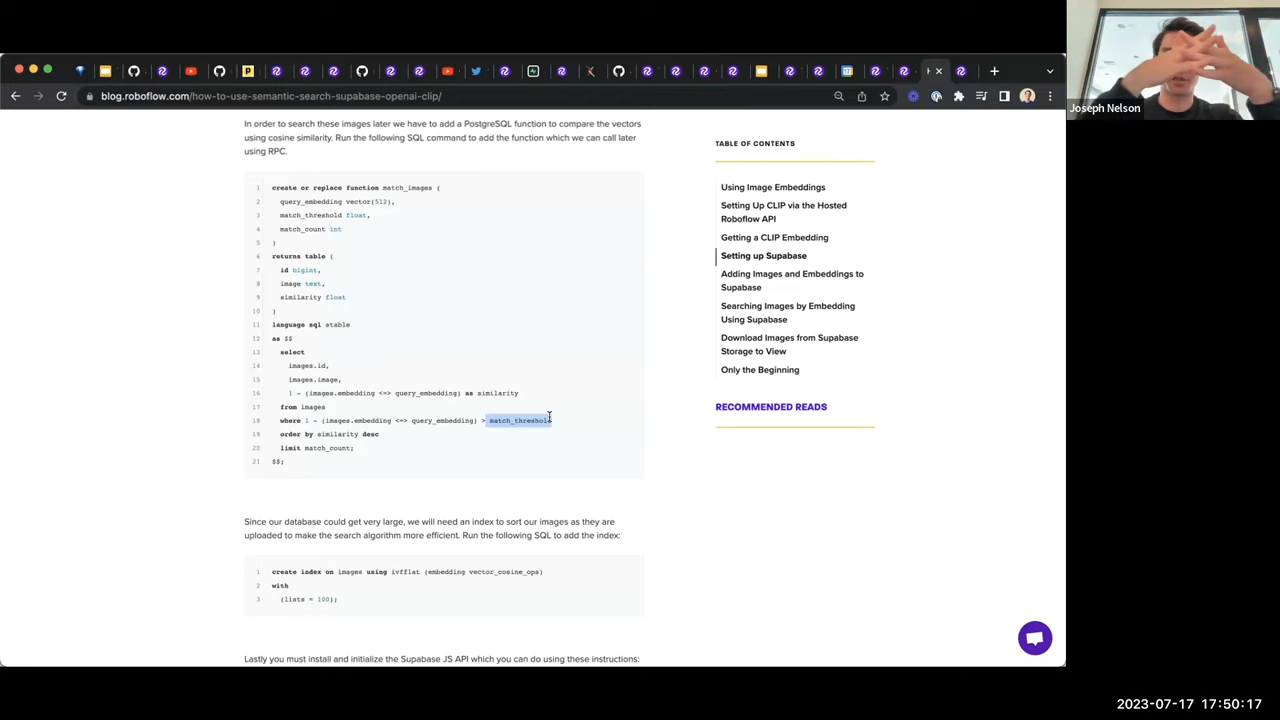 blog.roboflow.com/how-to-use-semantic-search-supabase-openai-clip/
Joseph Nelson
In order to search these images later we have to add a PostgreSQL function to compare the vectors
using cosine similarity. Run the following SQL command to add the function which we can call later
using RPC.
1 create or replace function match_images (
2 query_embedding vector(512),
3 match_threshold float,
4 match_count int
5 )
6 returns table (
7 id bigint,
8 image text,
9 similarity float
10 )
11 language sql stable
12 as $$
13 select
14 images.id,
15 images.image,
16 1 - (images.embedding <=> query_embedding) as similarity
17 from images
18 where 1 - (images.embedding <=> query_embedding) > match_threshold
19 order by similarity desc
20 limit match_count;
21 $$;
Since our database could get very large, we will need an index to sort our images as they are
uploaded to make the search algorithm more efficient. Run the following SQL to add the index:
1 create index on images using ivfflat (embedding vector_cosine_ops)
2 with
3 (lists = 100);
Lastly you must install and initialize the Supabase JS API which you can do using these instructions:
TABLE OF CONTENTS
Using Image Embeddings
Setting Up CLIP via the Hosted
Roboflow API
Getting a CLIP Embedding
Setting up Supabase
Adding Images and Embeddings to
Supabase
Searching Images by Embedding
Using Supabase
Download Images from Supabase
Storage to View
Only the Beginning
RECOMMENDED READS
2023-07-17 17:50:17